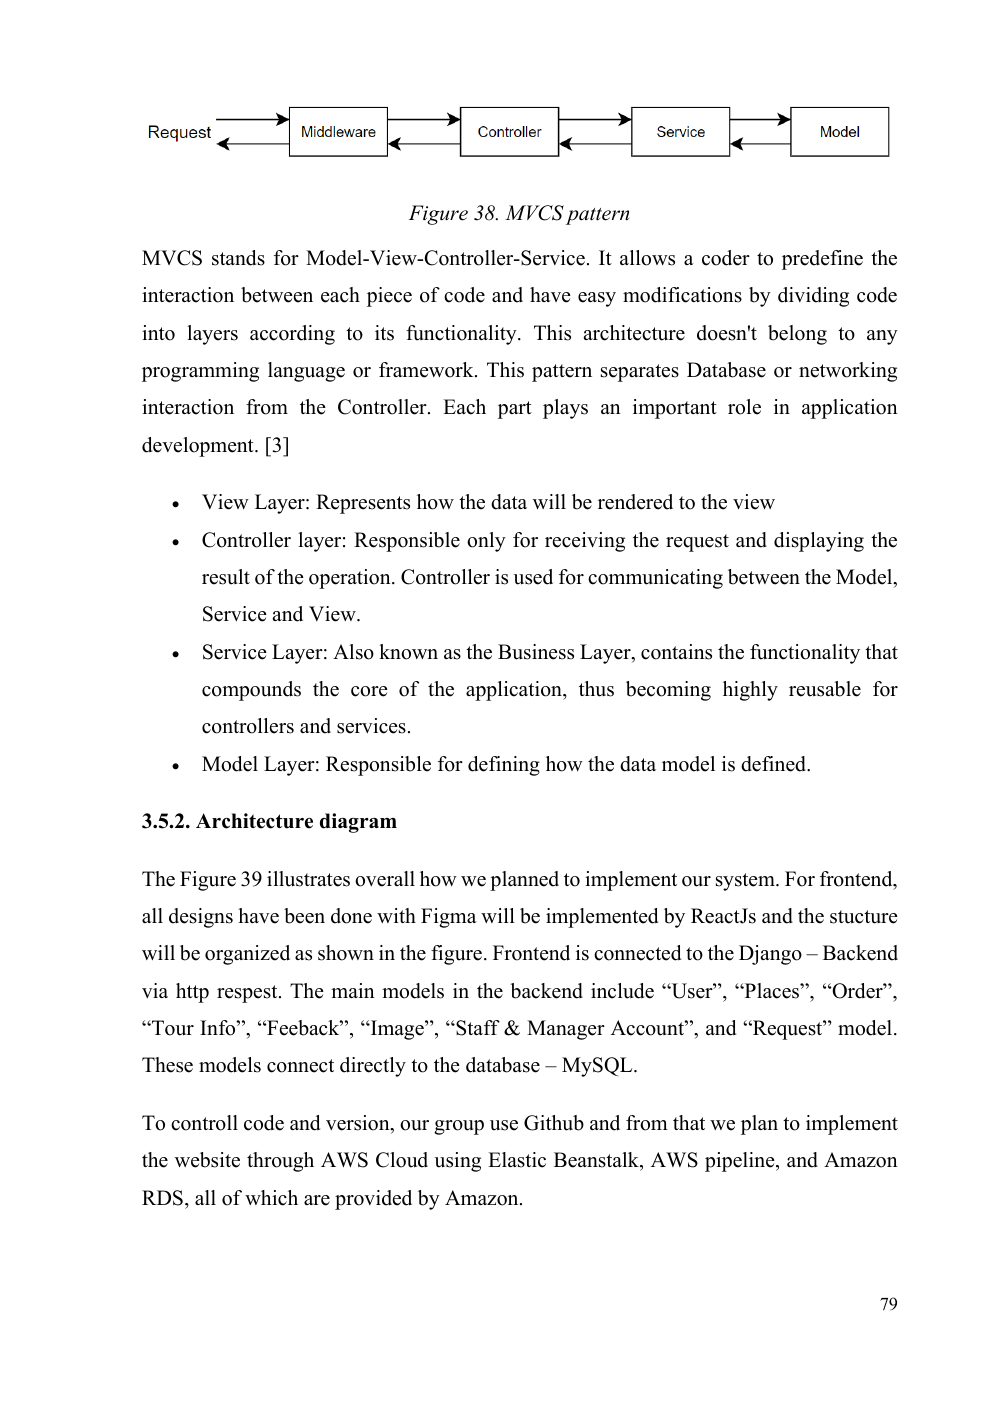 Request
Middleware
Controller
Service
Model
Figure 38. MVCS pattern
MVCS stands for Model-View-Controller-Service. It allows a coder to predefine the
interaction between each piece of code and have easy modifications by dividing code
into layers according to its functionality. This architecture doesn't belong to any
programming language or framework. This pattern separates Database or networking
interaction from the Controller. Each part plays an important role in application
development. [3]
• View Layer: Represents how the data will be rendered to the view
• Controller layer: Responsible only for receiving the request and displaying the
result of the operation. Controller is used for communicating between the Model,
Service and View.
• Service Layer: Also known as the Business Layer, contains the functionality that
compounds the core of the application, thus becoming highly reusable for
controllers and services.
• Model Layer: Responsible for defining how the data model is defined.
3.5.2. Architecture diagram
The Figure 39 illustrates overall how we planned to implement our system. For frontend,
all designs have been done with Figma will be implemented by ReactJs and the stucture
will be organized as shown in the figure. Frontend is connected to the Django – Backend
via http respest. The main models in the backend include “User”, “Places”, “Order”,
“Tour Info”, “Feeback”, “Image”, “Staff & Manager Account”, and “Request” model.
These models connect directly to the database – MySQL.
To controll code and version, our group use Github and from that we plan to implement
the website through AWS Cloud using Elastic Beanstalk, AWS pipeline, and Amazon
RDS, all of which are provided by Amazon.
79